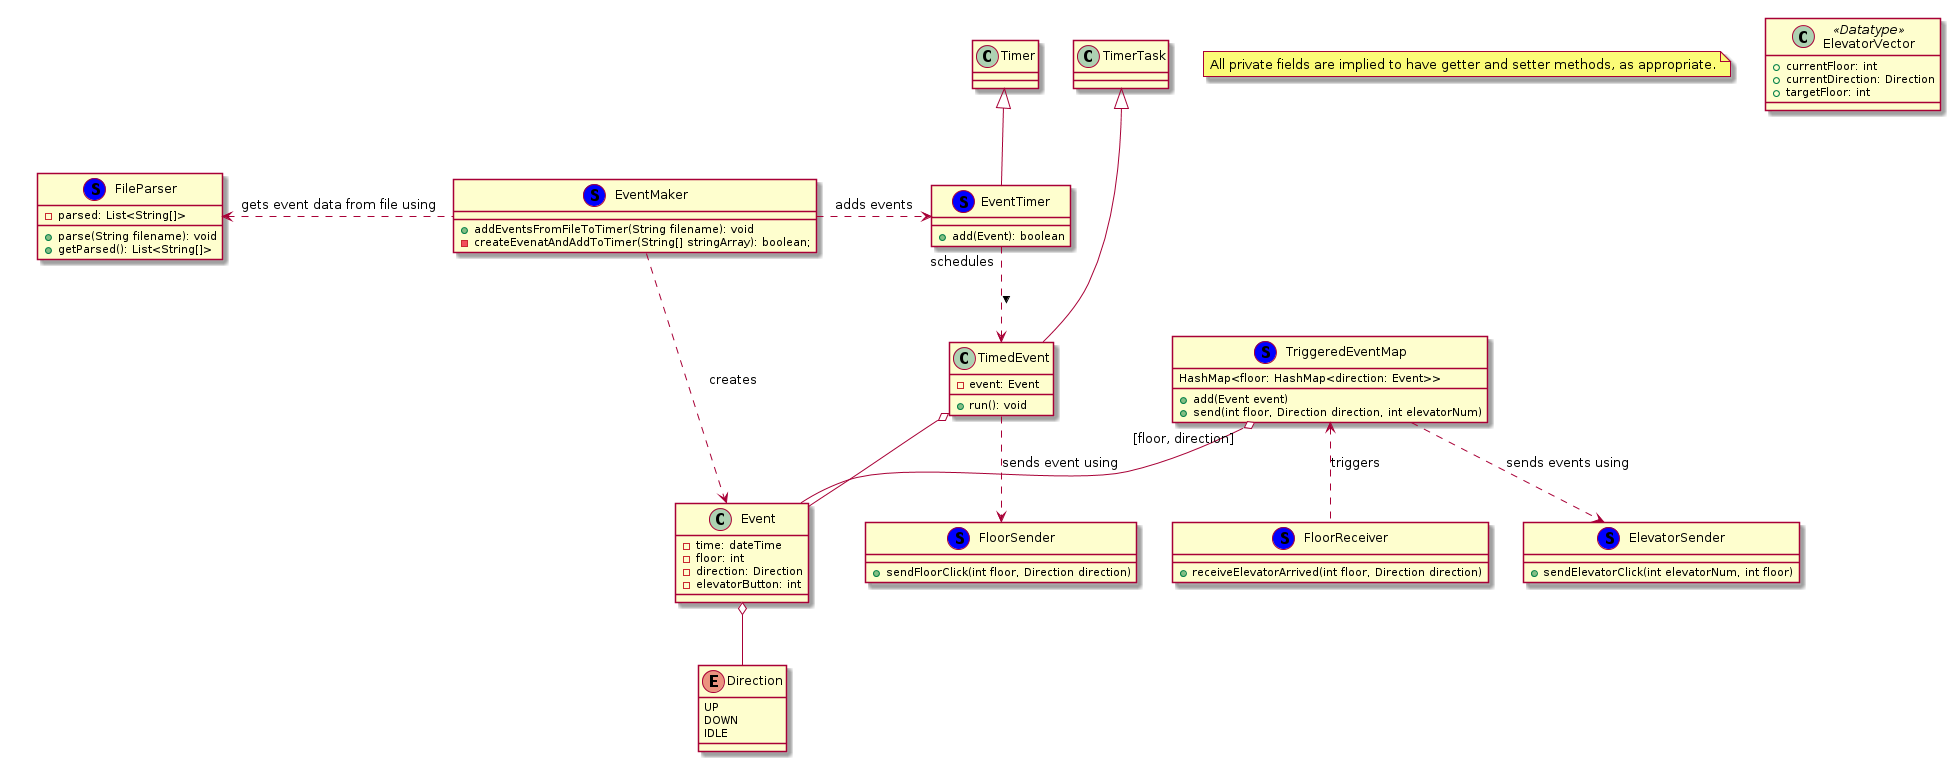 «Datatype»
C ElevatorVector
currentFloor: int
currentDirection: Direction
targetFloor: int
C Timer
C TimerTask
All private fields are implied to have getter and setter methods, as appropriate.
S FileParser
parsed: List<String[]>
parse(String filename): void
getParsed(): List<String[]>
gets event data from file using
S EventMaker
addEventsFromFileToTimer(String filename): void
createEvenatAndAddToTimer(String[] stringArray): boolean;
adds events
S EventTimer
add(Event): boolean
schedules
creates
C TimedEvent
event: Event
run(): void
S TriggeredEventMap
HashMap<floor: HashMap<direction: Event>>
add(Event event)
send(int floor, Direction direction, int elevatorNum)
[floor, direction]
sends event using
triggers
sends events using
C Event
time: dateTime
floor: int
direction: Direction
elevatorButton: int
S FloorSender
sendFloorClick(int floor, Direction direction)
S FloorReceiver
receiveElevatorArrived(int floor, Direction direction)
S ElevatorSender
sendElevatorClick(int elevatorNum, int floor)
E Direction
UP
DOWN
IDLE